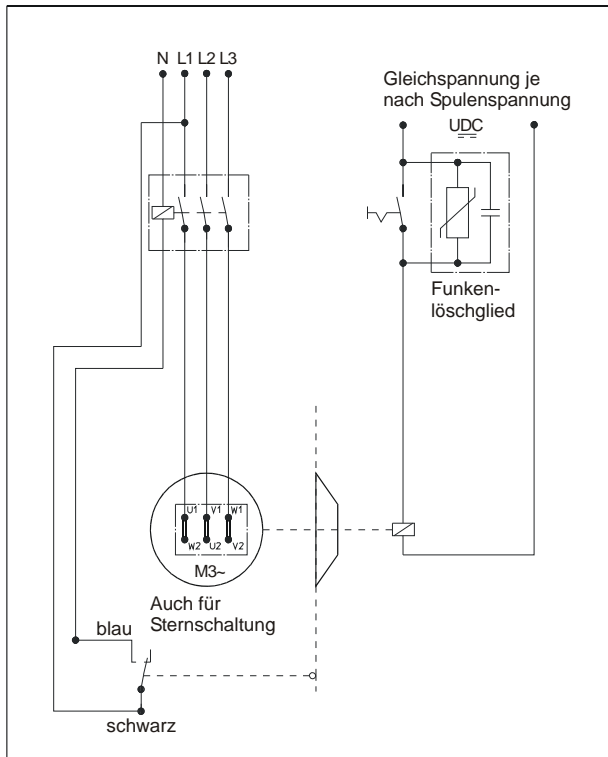 N L1 L2 L3
Gleichspannung je
nach Spulenspannung
UDC
Funken-
löschglied
U1 V1 W1
W2 U2 V2
M3~
Auch für
Sternschaltung
blau
schwarz